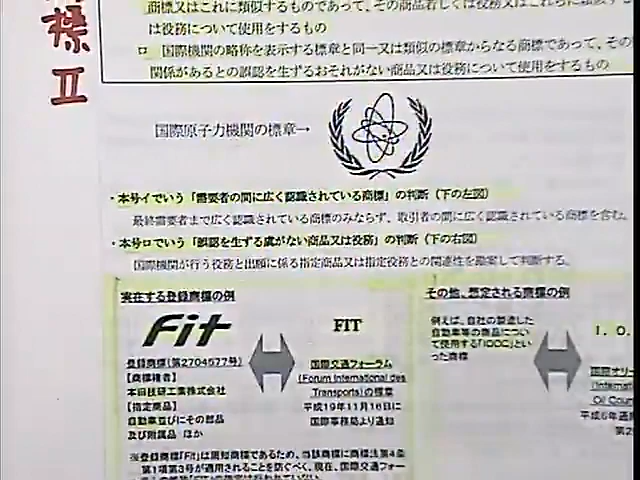 標 II
商標又はこれに類似するものであって、その商品若しくは役務又はこれらに類似する
は役務について使用をするもの
ロ 国際機関の略称を表示する標章と同一又は類似の標章からなる商標であって、その
関係があるとの誤認を生ずるおそれがない商品又は役務について使用をするもの
国際原子力機関の標章→
・本号イでいう「需要者の間に広く認識されている商標」の判断(下の左図)
最終需要者まで広く認識されている商標のみならず、取引者の間に広く認識されている商標を含む。
・本号ロでいう「誤認を生ずる虞がない商品又は役務」の判断(下の右図)
国際機関が行う役務と出願に係る指定商品又は指定役務との関連性を勘案して判断する。
実在する登録商標の例
Fit
登録商標(第2704577号)
【商標権者】
本田技研工業株式会社
【指定商品】
自動車並びにその部品
及び附属品 ほか
FIT
国際交通フォーラム
(Forum International des
Transports)の標章
平成19年11月16日に
国際事務局より通知
※登録商標「Fit」は周知商標であるため、当該商標に商標法第4条
第1項第3号が適用されることを防ぐべく、現在、国際交通フォー
その他、想定される商標の例
例えば、自社の製造した
自動車等の商品につい
て使用する「IOOC」とい
った商標
I. O.
国際オリー
(Internat
Oil Coun
平成6年
第2